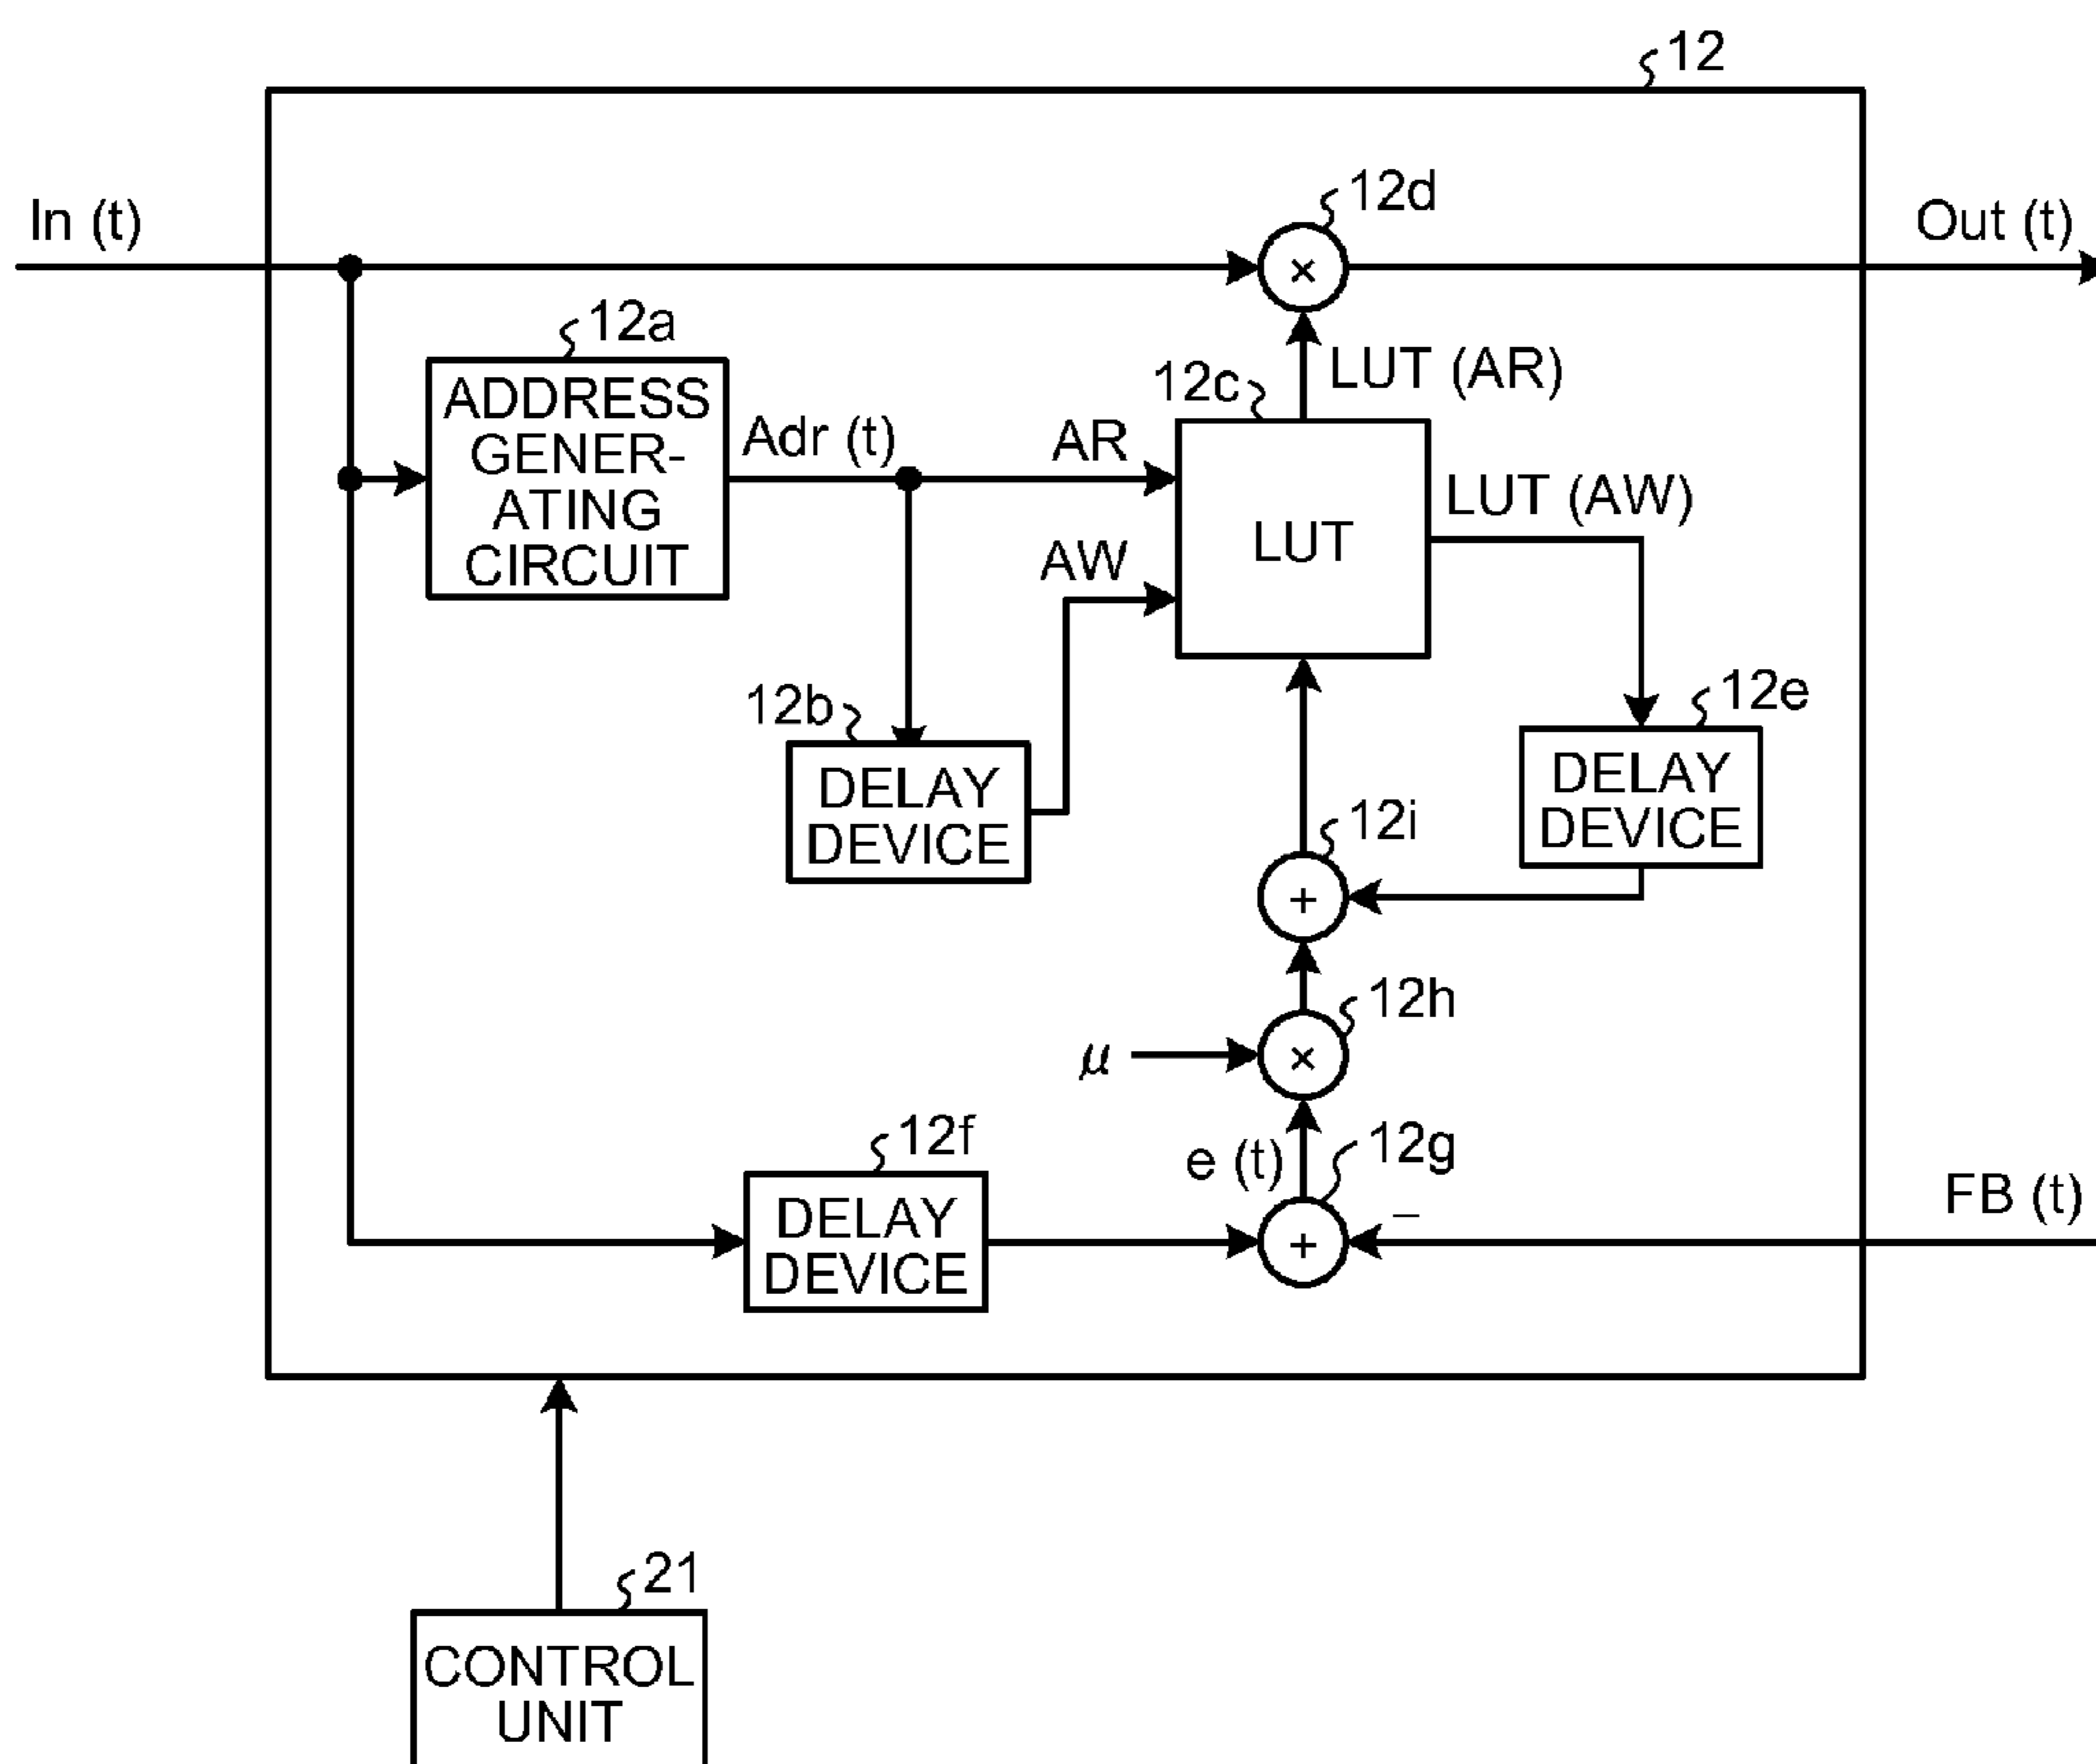 12
In (t)
12d
Out (t)
×
12a
ADDRESS
GENER-
ATING
CIRCUIT
Adr (t)
AR
12c
LUT (AR)
LUT
LUT (AW)
AW
12b
DELAY
DEVICE
12e
DELAY
DEVICE
12i
+
12h
μ
×
12f
DELAY
DEVICE
e (t)
12g
+
−
FB (t)
21
CONTROL
UNIT